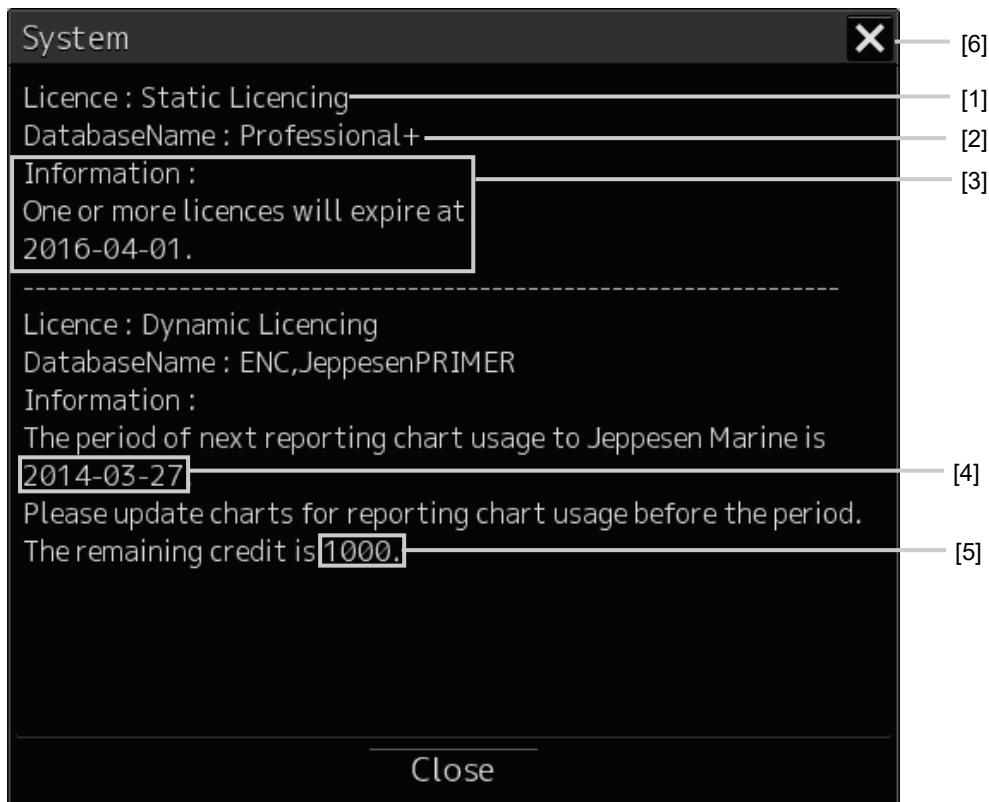 System
[6]
Licence : Static Licencing
[1]
DatabaseName : Professional+
[2]
Information :
[3]
One or more licences will expire at
2016-04-01.
--------------------------------------------------------------------
Licence : Dynamic Licencing
DatabaseName : ENC,JeppesenPRIMER
Information :
The period of next reporting chart usage to Jeppesen Marine is
2014-03-27
[4]
Please update charts for reporting chart usage before the period.
The remaining credit is 1000.
[5]
Close